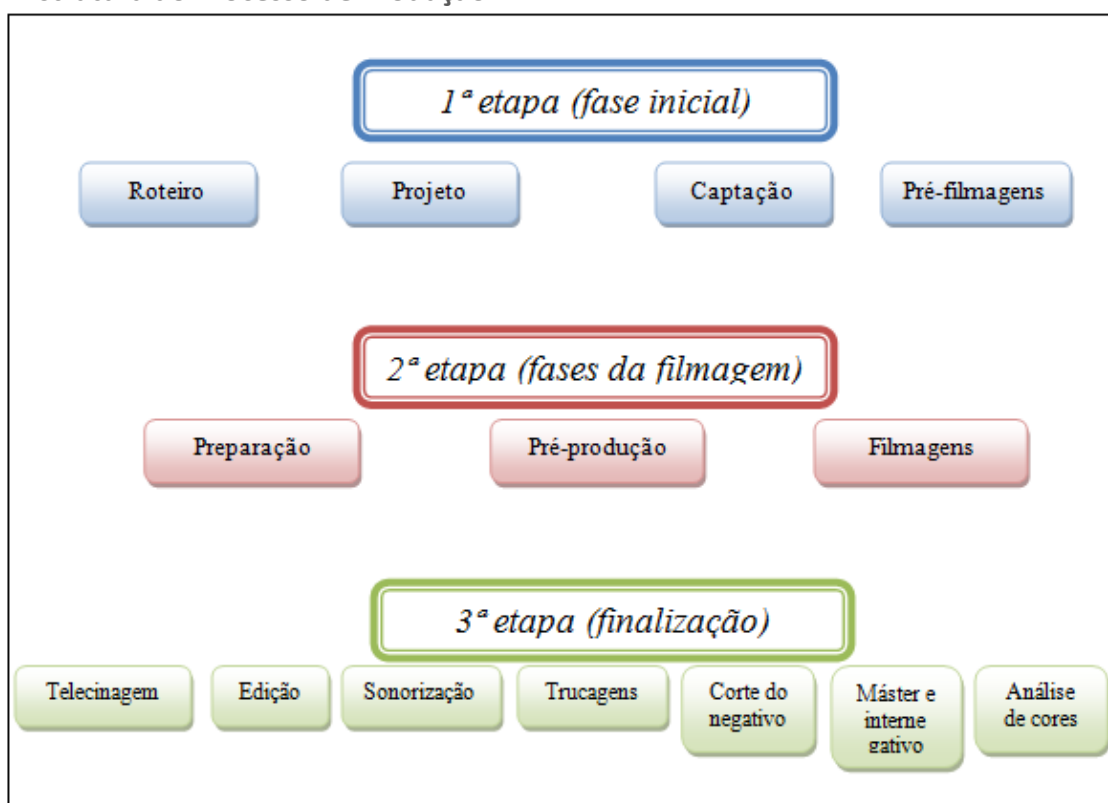 1ª etapa (fase inicial)
Roteiro
Projeto
Captação
Pré-filmagens
2ª etapa (fases da filmagem)
Preparação
Pré-produção
Filmagens
3ª etapa (finalização)
Telecinagem
Edição
Sonorização
Trucagens
Corte do
negativo
Máster e
interne
gativo
Análise
de cores